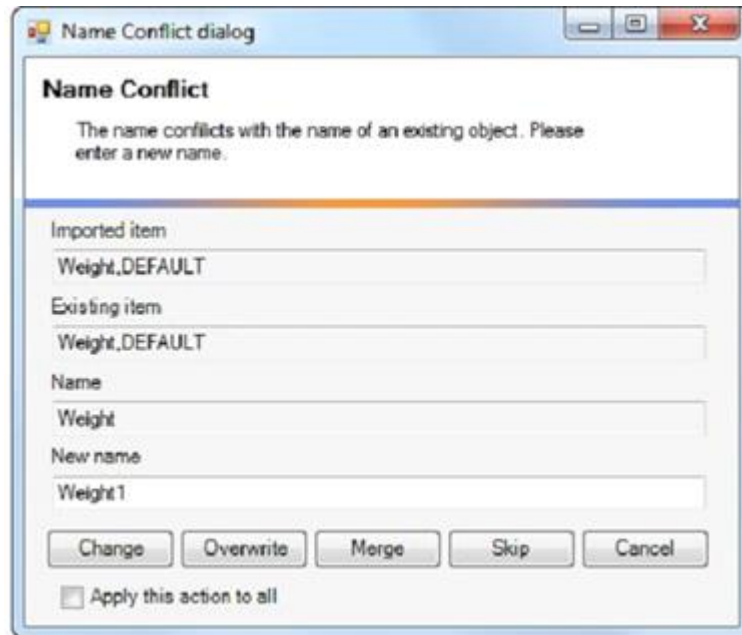 Name Conflict dialog
Name Conflict
The name confilicts with the name of an existing object. Please
enter a new name.
Imported item
Weight,DEFAULT
Existing item
Weight,DEFAULT
Name
Weight
New name
Weight1
Change Overwrite Merge Skip Cancel
Apply this action to all